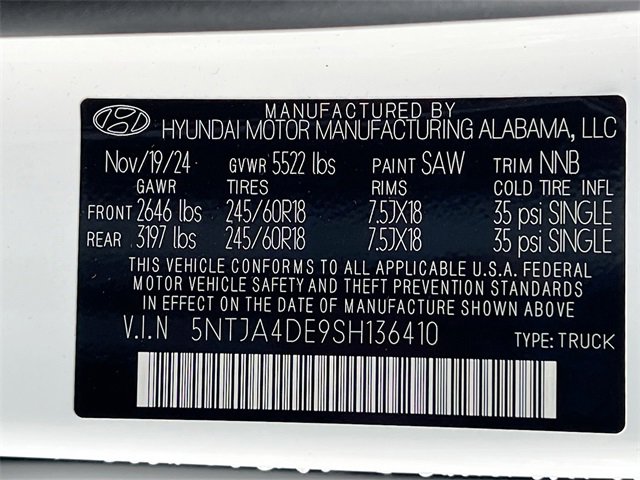 MANUFACTURED BY
HYUNDAI MOTOR MANUFACTURING ALABAMA, LLC
Nov/19/24 GVWR 5522 lbs PAINT SAW TRIM NNB
GAWR TIRES RIMS COLD TIRE INFL
FRONT 2646 lbs 245/60R18 7.5JX18 35 psi SINGLE
REAR 3197 lbs 245/60R18 7.5JX18 35 psi SINGLE
THIS VEHICLE CONFORMS TO ALL APPLICABLE U.S.A. FEDERAL
MOTOR VEHICLE SAFETY AND THEFT PREVENTION STANDARDS
IN EFFECT ON THE DATE OF MANUFACTURE SHOWN ABOVE
V.I.N 5NTJA4DE9SH136410 TYPE: TRUCK